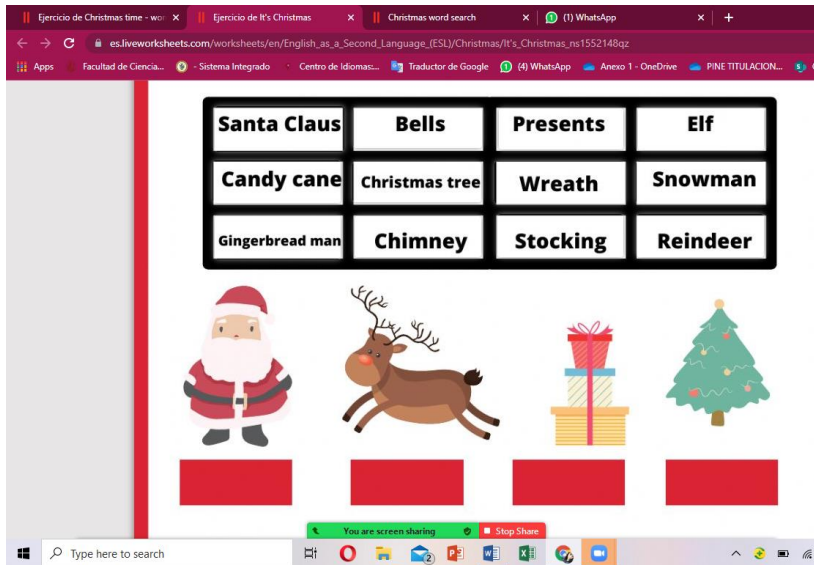 Ejercicio de Christmas time - wor
Ejercicio de It's Christmas
Christmas word search
(1) WhatsApp
es.liveworksheets.com/worksheets/en/English_as_a_Second_Language_(ESL)/Christmas/It's_Christmas_ns1552148qz
Apps Facultad de Ciencia... - Sistema Integrado Centro de Idiomas:... Traductor de Google (4) WhatsApp Anexo 1 - OneDrive PINE TITULACION...
Santa Claus Bells Presents Elf
Candy cane Christmas tree Wreath Snowman
Gingerbread man Chimney Stocking Reindeer
You are screen sharing Stop Share
Type here to search